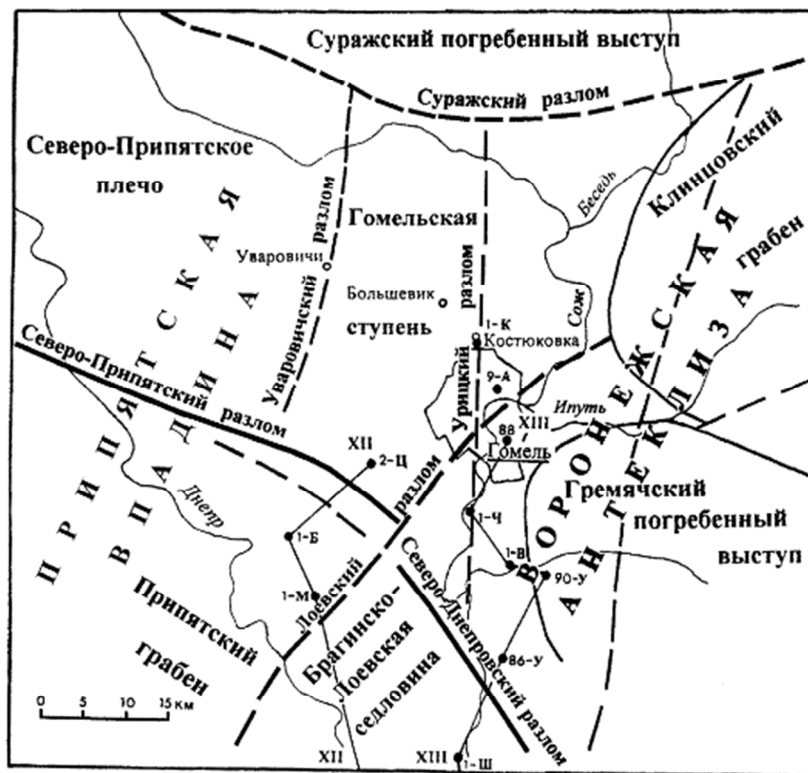 Суражский погребенный выступ
Суражский разлом
Северо-Припятское
плечо
Клинцовский
грабен
Беседь
Гомельская
ступень
Уваровичи
Уваровичский разлом
Большевик
Урицкий разлом
1-К
Костюковка
Сож
9-А
XIII
Ипуть
88
Гомель
Северо-Припятский разлом
ПРИПЯТСКАЯ
ВПАДИНА
ВОРОНЕЖСКАЯ
АНТЕКЛИЗА
XII
2-Ц
Днепр
1-Б
1-М
Лоевский разлом
1-Ч
1-В
90-У
Гремячский
погребенный
выступ
Припятский
грабен
Брагинско-
Лоевская
седловина
Северо-Днепровский разлом
86-У
0 5 10 15 км
XII
XIII
1-Ш